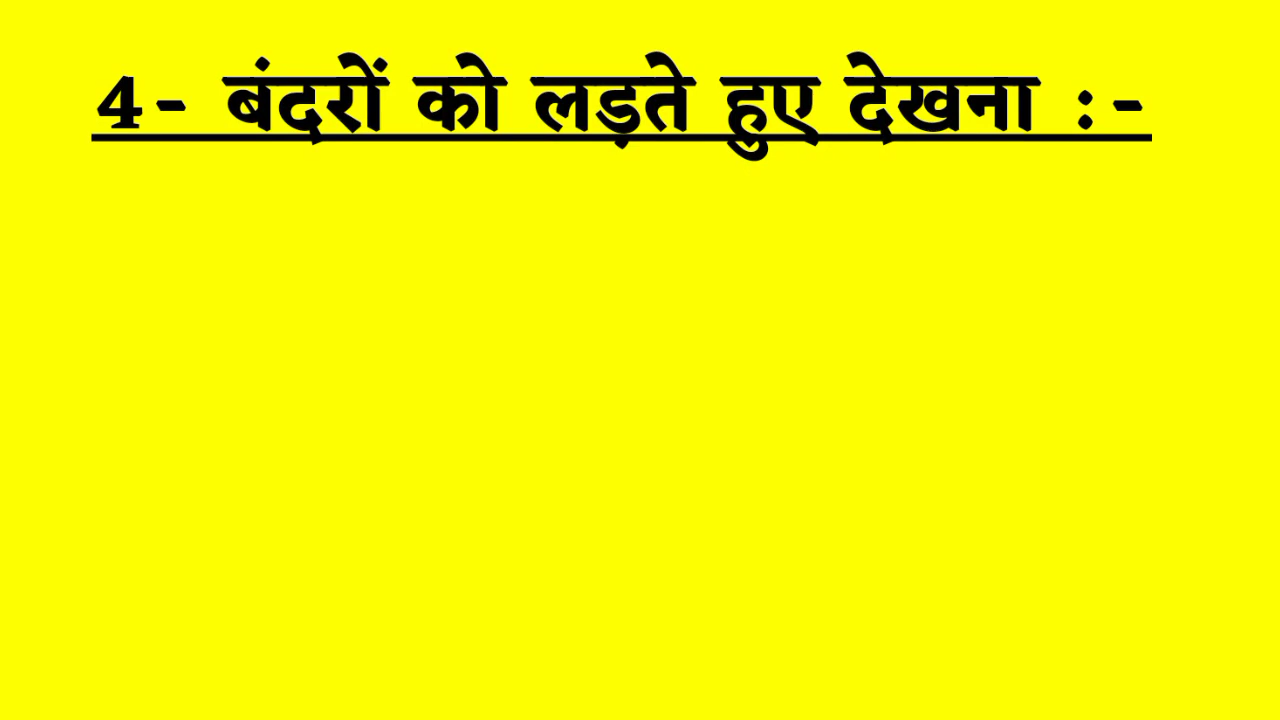 4- बंदरों को लड़ते हुए देखना :-